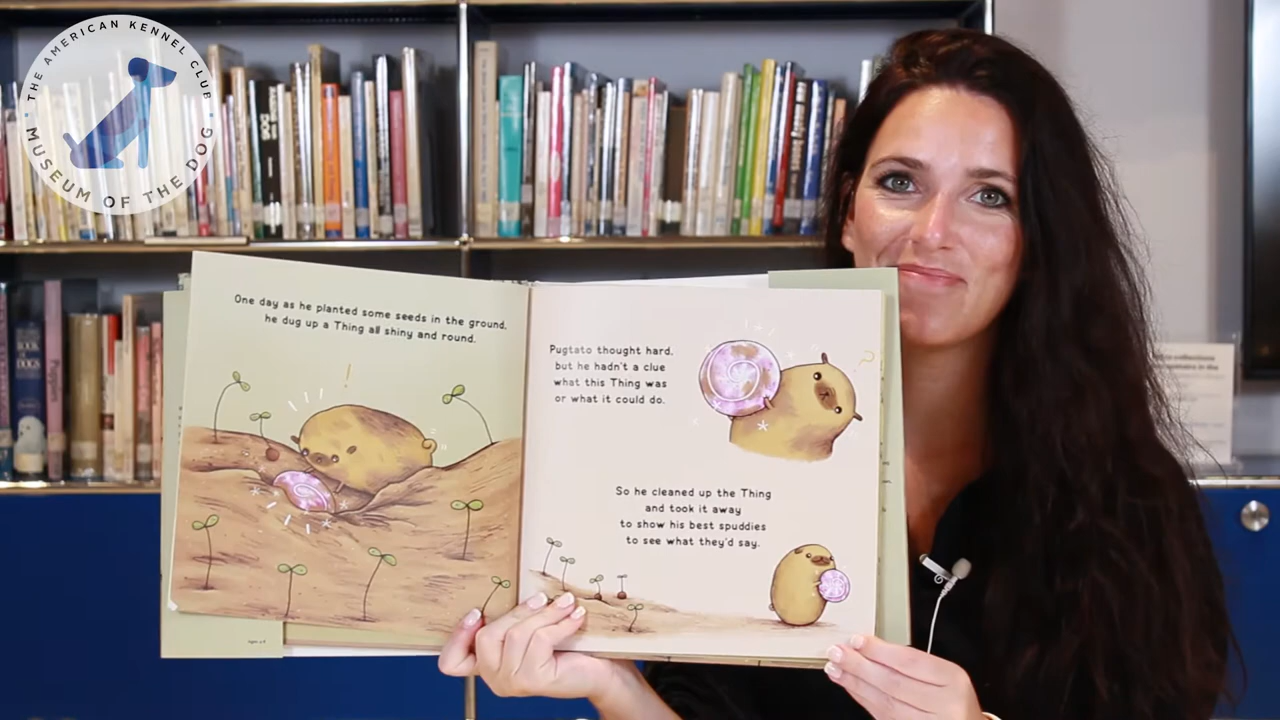 THE AMERICAN KENNEL CLUB
MUSEUM OF THE DOG
One day as he planted some seeds in the ground,
he dug up a Thing all shiny and round.
Pugtato thought hard,
but he hadn't a clue
what this Thing was
or what it could do.
So he cleaned up the Thing
and took it away
to show his best spuddies
to see what they'd say.
BOOK
OF
DOGS